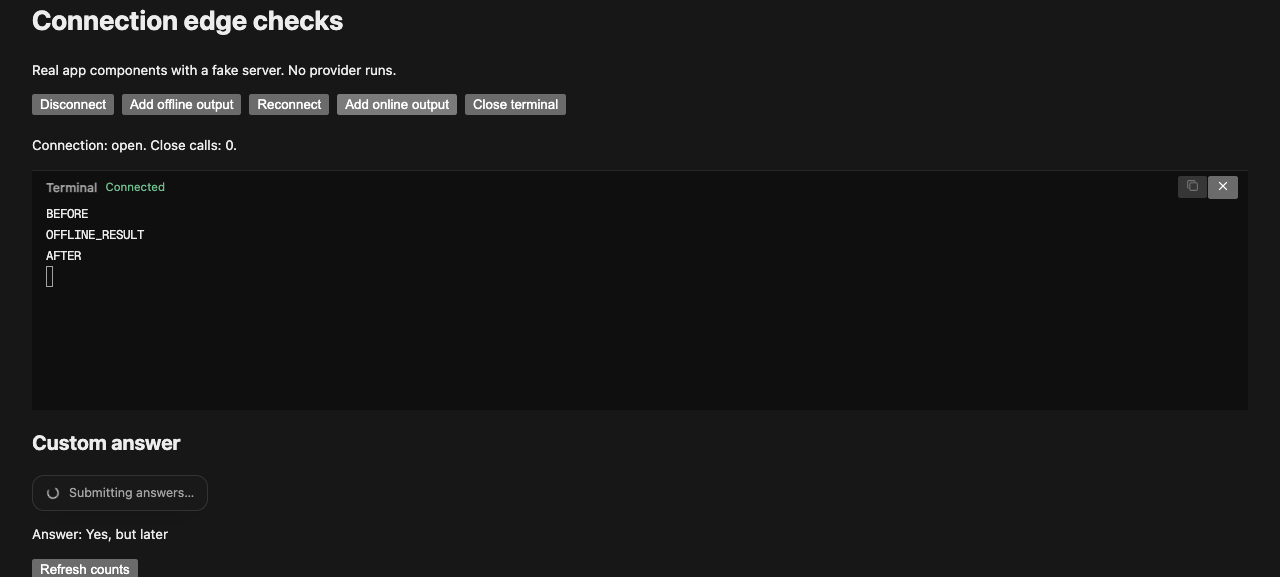 Connection edge checks
Real app components with a fake server. No provider runs.
Disconnect Add offline output Reconnect Add online output Close terminal
Connection: open. Close calls: 0.
Terminal Connected
BEFORE
OFFLINE_RESULT
AFTER
Custom answer
Submitting answers...
Answer: Yes, but later
Refresh counts